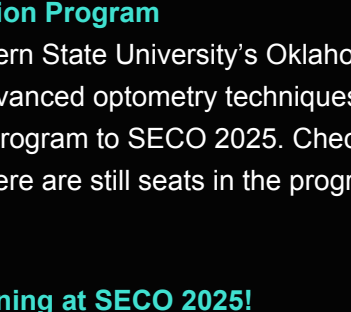 ion Program
ern State University's Oklaho
vanced optometry techniques
rogram to SECO 2025. Chec
ere are still seats in the progr
ning at SECO 2025!